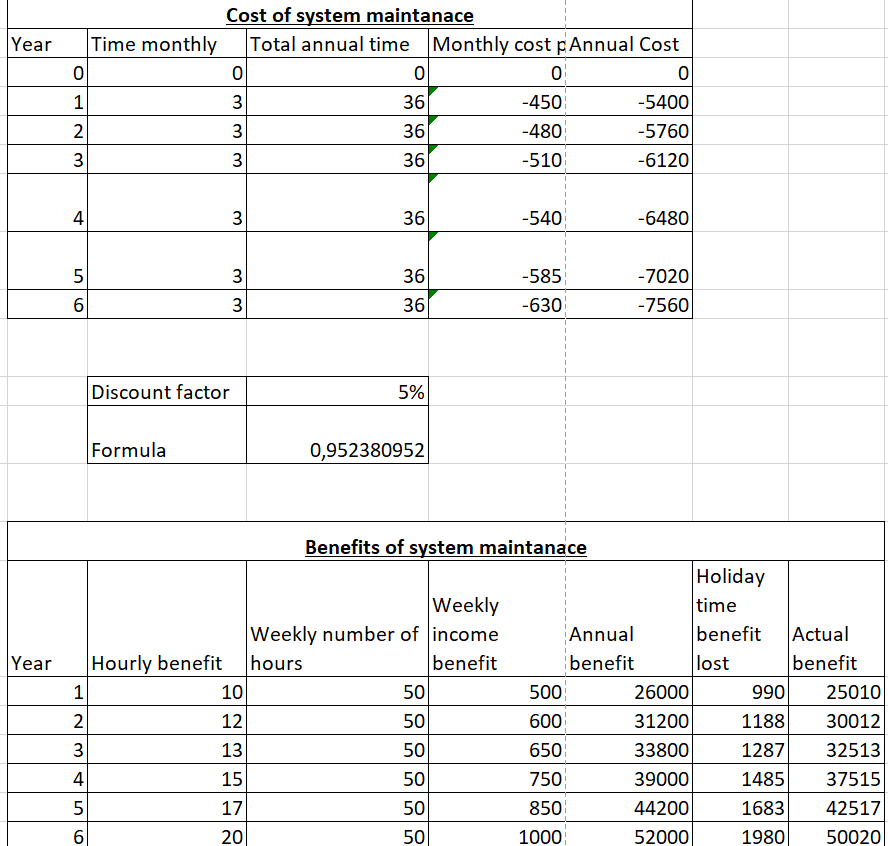 Cost of system maintanace
Year Time monthly Total annual time Monthly cost p Annual Cost
0 0 0 0 0
1 3 36 -450 -5400
2 3 36 -480 -5760
3 3 36 -510 -6120
4 3 36 -540 -6480
5 3 36 -585 -7020
6 3 36 -630 -7560
Discount factor 5%
Formula 0,952380952
Benefits of system maintanace
Year Hourly benefit Weekly number of hours Weekly income benefit Annual benefit Holiday time benefit lost Actual benefit
1 10 50 500 26000 990 25010
2 12 50 600 31200 1188 30012
3 13 50 650 33800 1287 32513
4 15 50 750 39000 1485 37515
5 17 50 850 44200 1683 42517
6 20 50 1000 52000 1980 50020